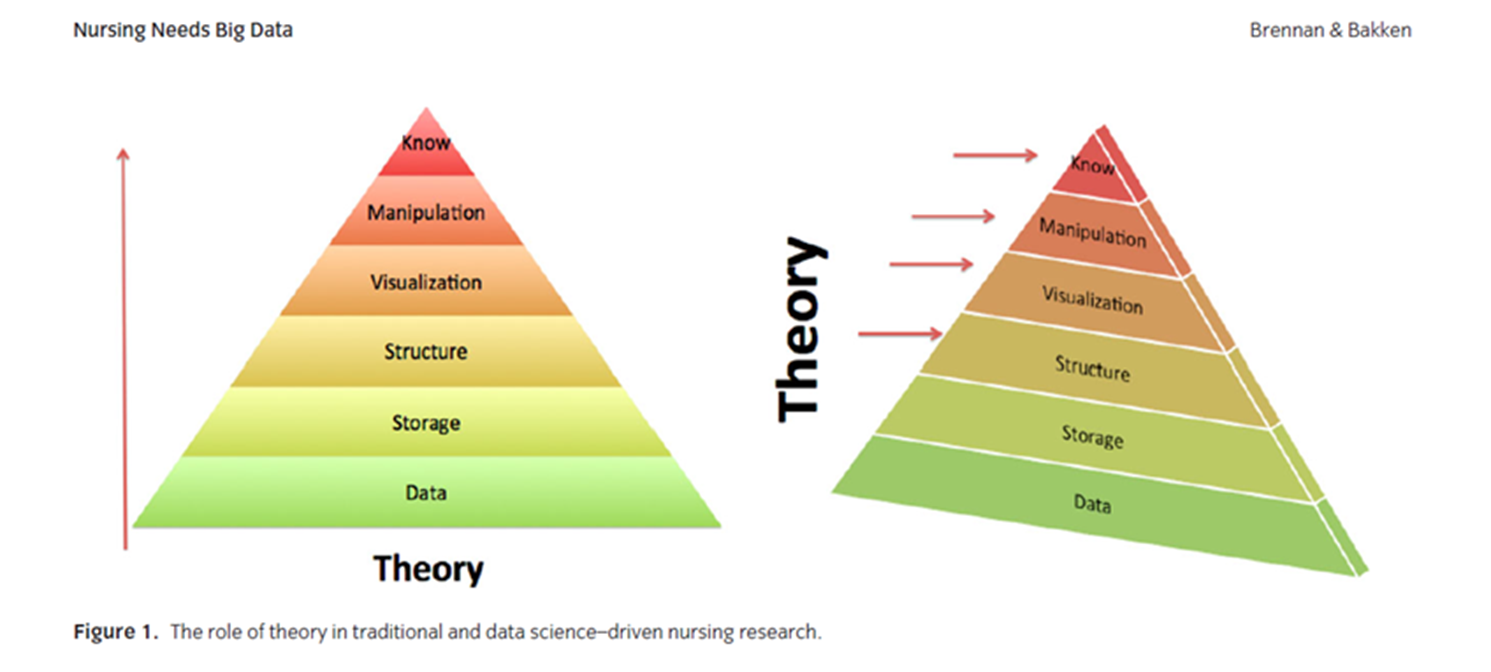 Nursing Needs Big Data
Brennan & Bakken
Know
Manipulation
Visualization
Structure
Storage
Data
Theory
Theory
Know
Manipulation
Visualization
Structure
Storage
Data
Figure 1. The role of theory in traditional and data science–driven nursing research.